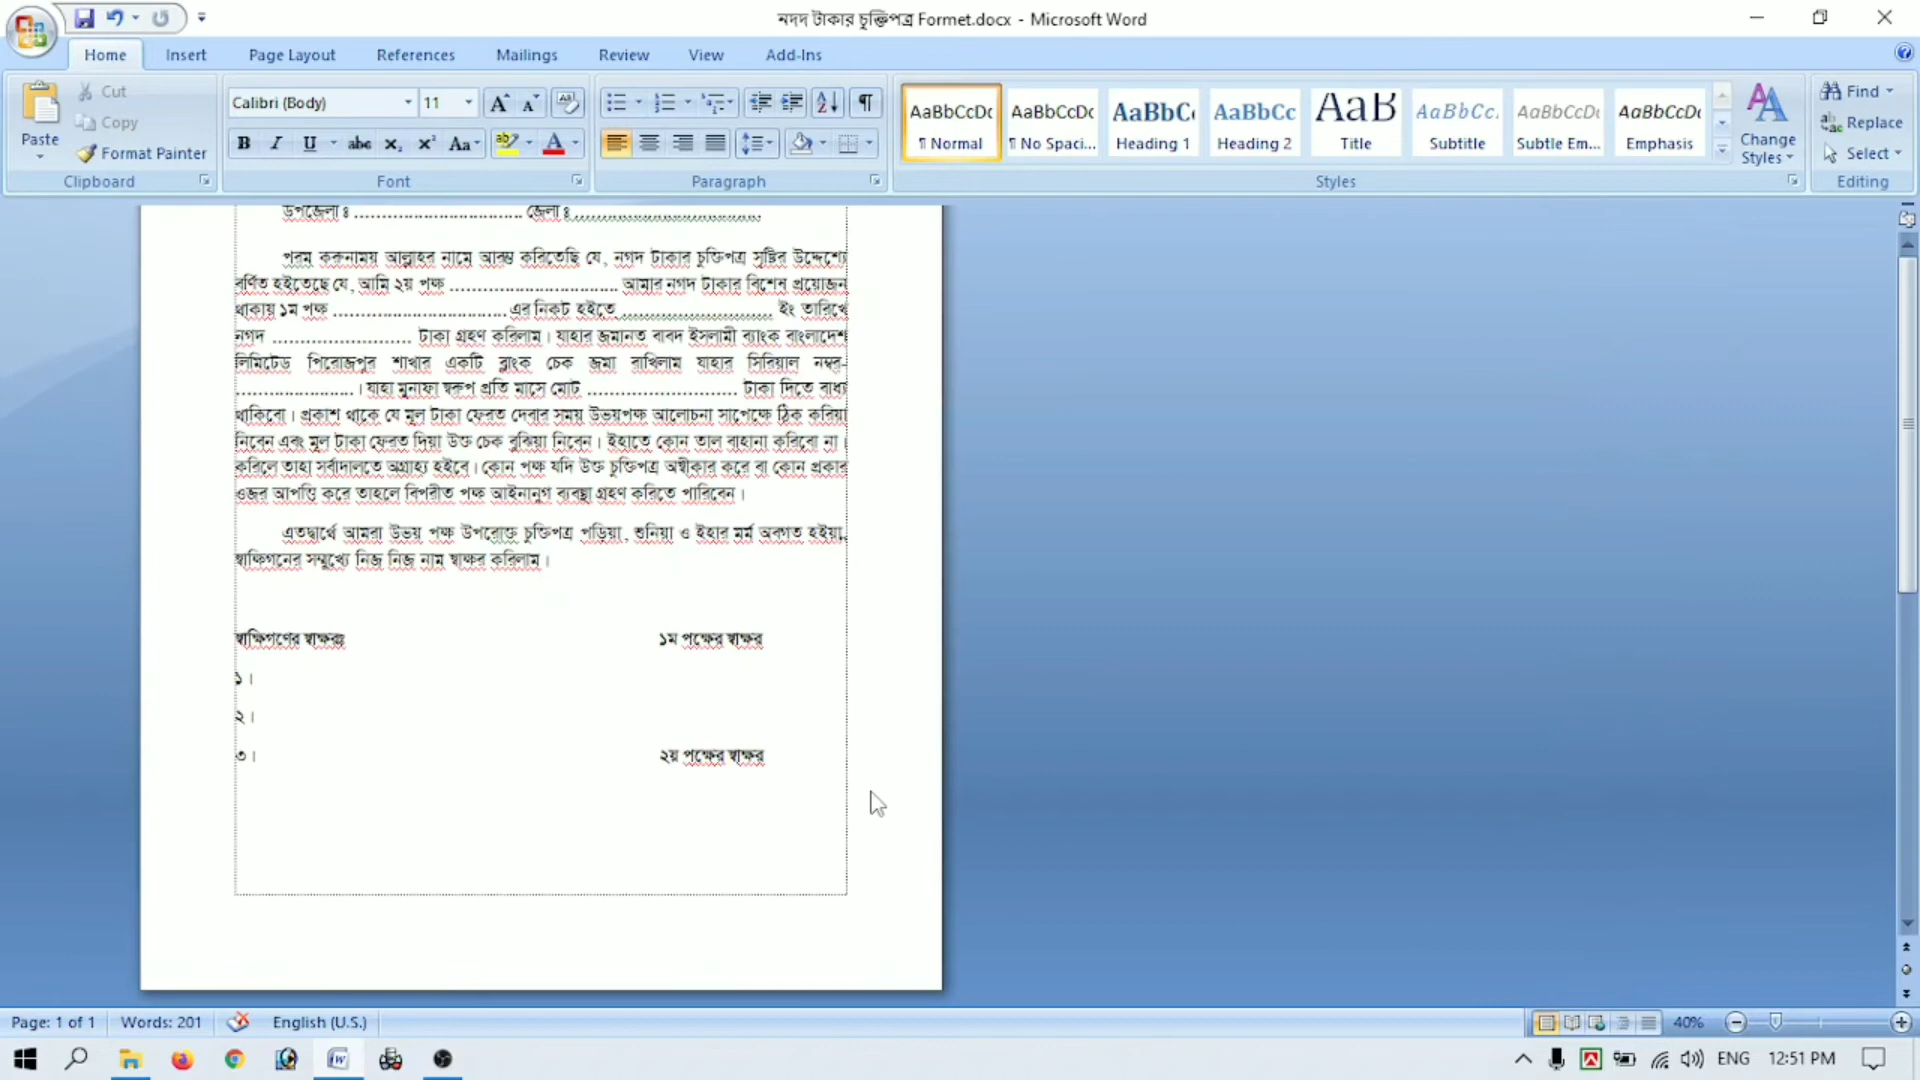 নদদ টাকার চুক্তিপত্র Formet.docx - Microsoft Word
Home Insert Page Layout References Mailings Review View Add-Ins
Paste
Cut
Copy
Format Painter
Clipboard
Calibri (Body) 11
Font
Paragraph
AaBbCcDc AaBbCcDc AaBbC AaBbCc AaB AaBbCc. AaBbCcDc AaBbCcDc
¶ Normal ¶ No Spaci... Heading 1 Heading 2 Title Subtitle Subtle Em... Emphasis
Change Styles
Styles
Find
Replace
Select
Editing
উপজেলা ঃ ............................... জেলা ঃ ..................................
পরম করুনাময় আল্লাহর নামে আরম্ভ করিতেছি যে, নগদ টাকার চুক্তিপত্র সৃষ্টির উদ্দেশ্যে
বর্ণিত হইতেছে যে, আমি ২য় পক্ষ ............................... আমার নগদ টাকার বিশেষ প্রয়োজন
থাকায় ১ম পক্ষ ................................ এর নিকট হইতে ............................ ইং তারিখে
নগদ ......................... টাকা গ্রহণ করিলাম। যাহার জমানত বাবদ ইসলামী ব্যাংক বাংলাদেশ
লিমিটেড পিরোজপুর শাখার একটি ব্লাংক চেক জমা রাখিলাম যাহার সিরিয়াল নম্বর-
......................। যাহা মুনাফা স্বরুপ প্রতি মাসে মোট ........................... টাকা দিতে বাধ্য
থাকিবো। প্রকাশ থাকে যে মূল টাকা ফেরত দেবার সময় উভয়পক্ষ আলোচনা সাপেক্ষে ঠিক করিয়া
নিবেন এবং মূল টাকা ফেরত দিয়া উক্ত চেক বুঝিয়া নিবেন। ইহাতে কোন তাল বাহানা করিবো না।
করিলে তাহা সর্বাদালতে অগ্রাহ্য হইবে। কোন পক্ষ যদি উক্ত চুক্তিপত্র অস্বীকার করে বা কোন প্রকার
ওজর আপত্তি করে তাহলে বিপরীত পক্ষ আইনানুগ ব্যবস্থা গ্রহণ করিতে পারিবেন।
এতদ্বার্থে আমরা উভয় পক্ষ উপরোক্ত চুক্তিপত্র পড়িয়া, শুনিয়া ও ইহার মর্ম অবগত হইয়া,
স্বাক্ষিগনের সম্মুখ্যে নিজ নিজ নাম স্বাক্ষর করিলাম।
স্বাক্ষিগণের স্বাক্ষরঃ ১ম পক্ষের স্বাক্ষর
১।
২।
৩। ২য় পক্ষের স্বাক্ষর
Page: 1 of 1 Words: 201 English (U.S.) 40%
ENG 12:51 PM